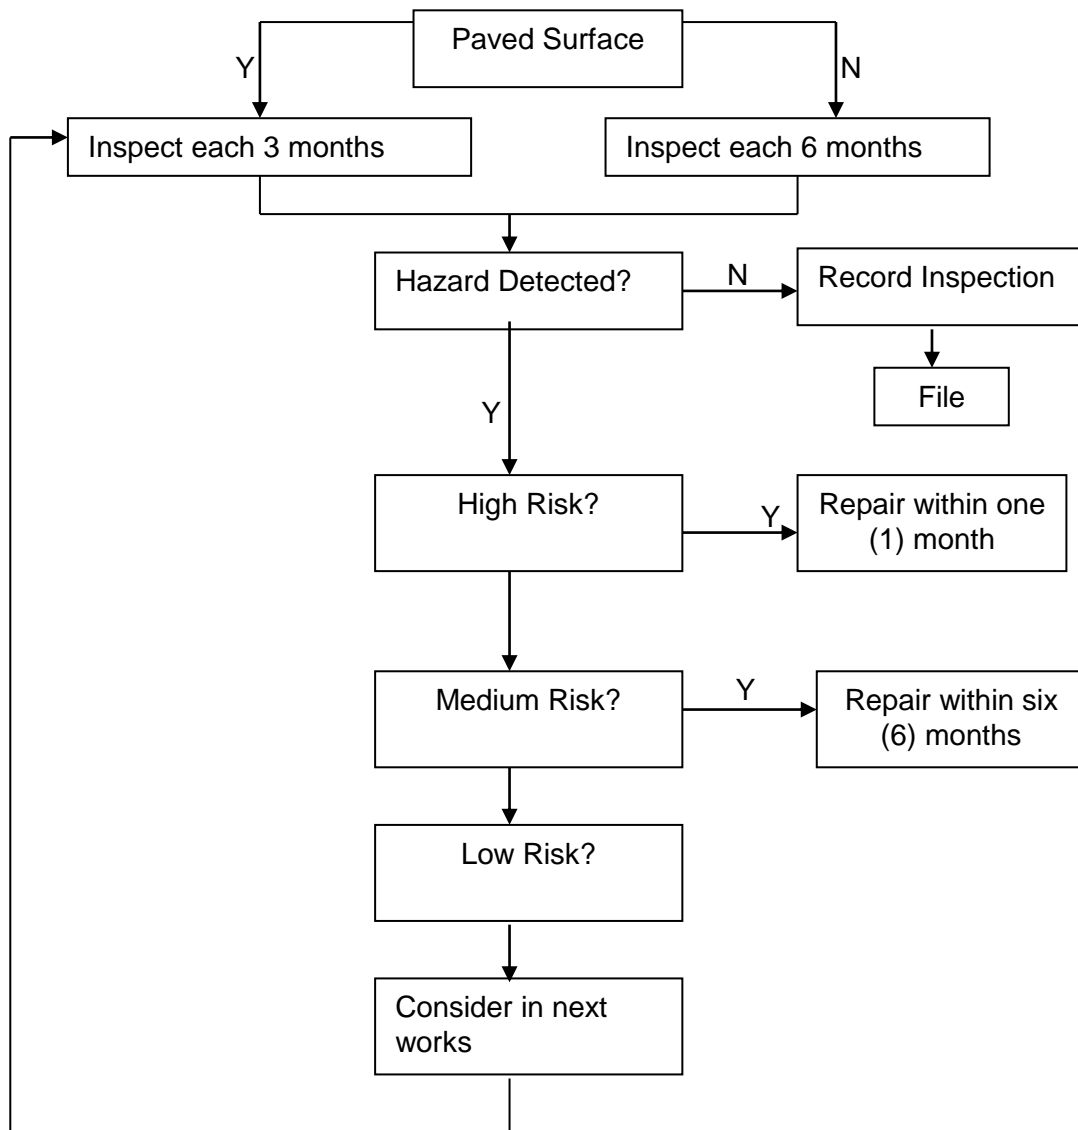 Paved Surface
Y
N
Inspect each 3 months
Inspect each 6 months
Hazard Detected?
N
Record Inspection
File
Y
High Risk?
Y
Repair within one
(1) month
Medium Risk?
Y
Repair within six
(6) months
Low Risk?
Consider in next
works